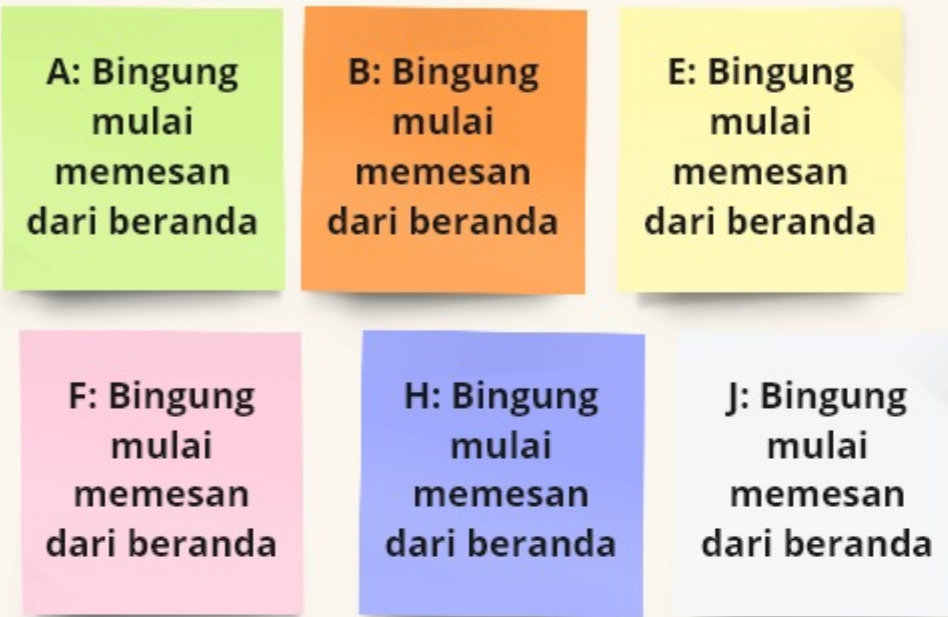 A: Bingung
mulai
memesan
dari beranda
B: Bingung
mulai
memesan
dari beranda
E: Bingung
mulai
memesan
dari beranda
F: Bingung
mulai
memesan
dari beranda
H: Bingung
mulai
memesan
dari beranda
J: Bingung
mulai
memesan
dari beranda